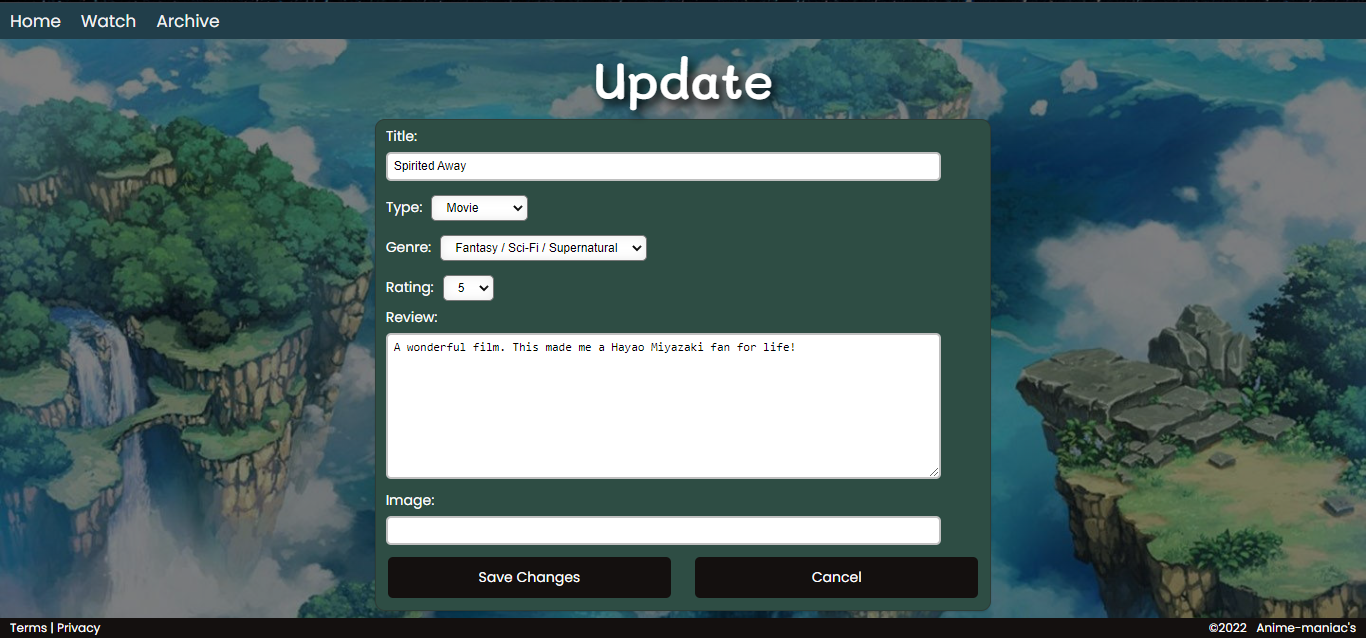 Home Watch Archive
Update
Title:
Spirited Away
Type: Movie
Genre: Fantasy / Sci-Fi / Supernatural
Rating: 5
Review:
A wonderful film. This made me a Hayao Miyazaki fan for life!
Image:
Save Changes Cancel
Terms | Privacy ©2022 Anime-maniac's